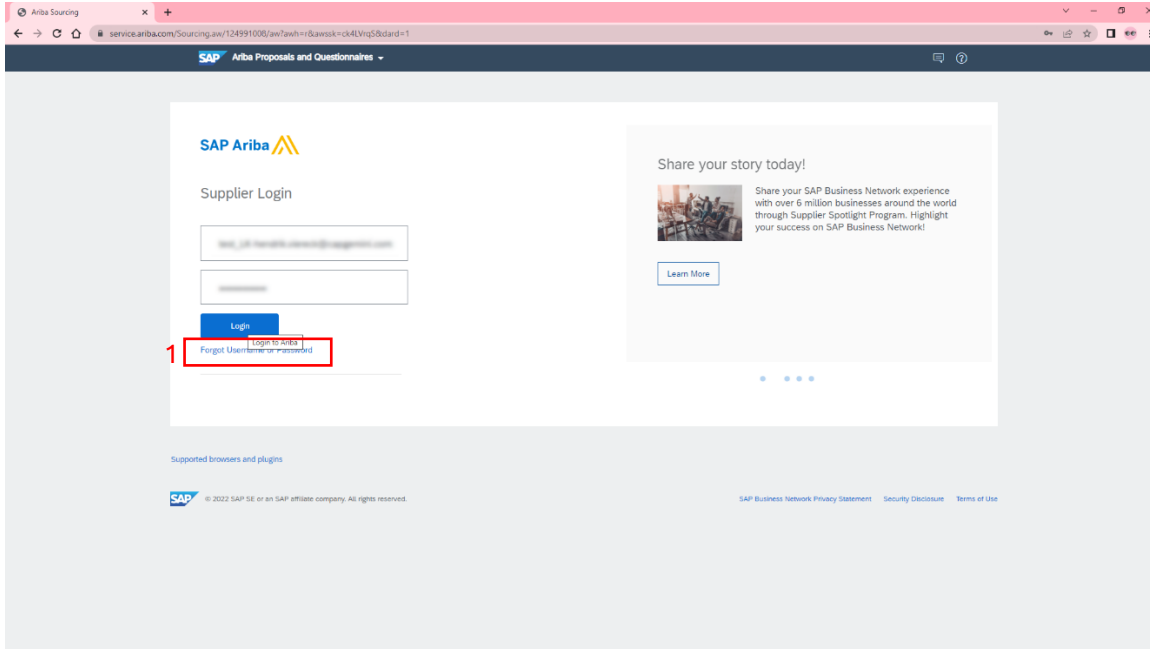 Ariba Sourcing
service.ariba.com/Sourcing.aw/124991008/aw?awh=r&awssk=ck4LVrqS&dard=1
SAP Ariba Proposals and Questionnaires
SAP Ariba
Supplier Login
Login
Login to Ariba
1
Forgot Username or Password
Share your story today!
Share your SAP Business Network experience
with over 6 million businesses around the world
through Supplier Spotlight Program. Highlight
your success on SAP Business Network!
Learn More
Supported browsers and plugins
SAP © 2022 SAP SE or an SAP affiliate company. All rights reserved.
SAP Business Network Privacy Statement Security Disclosure Terms of Use